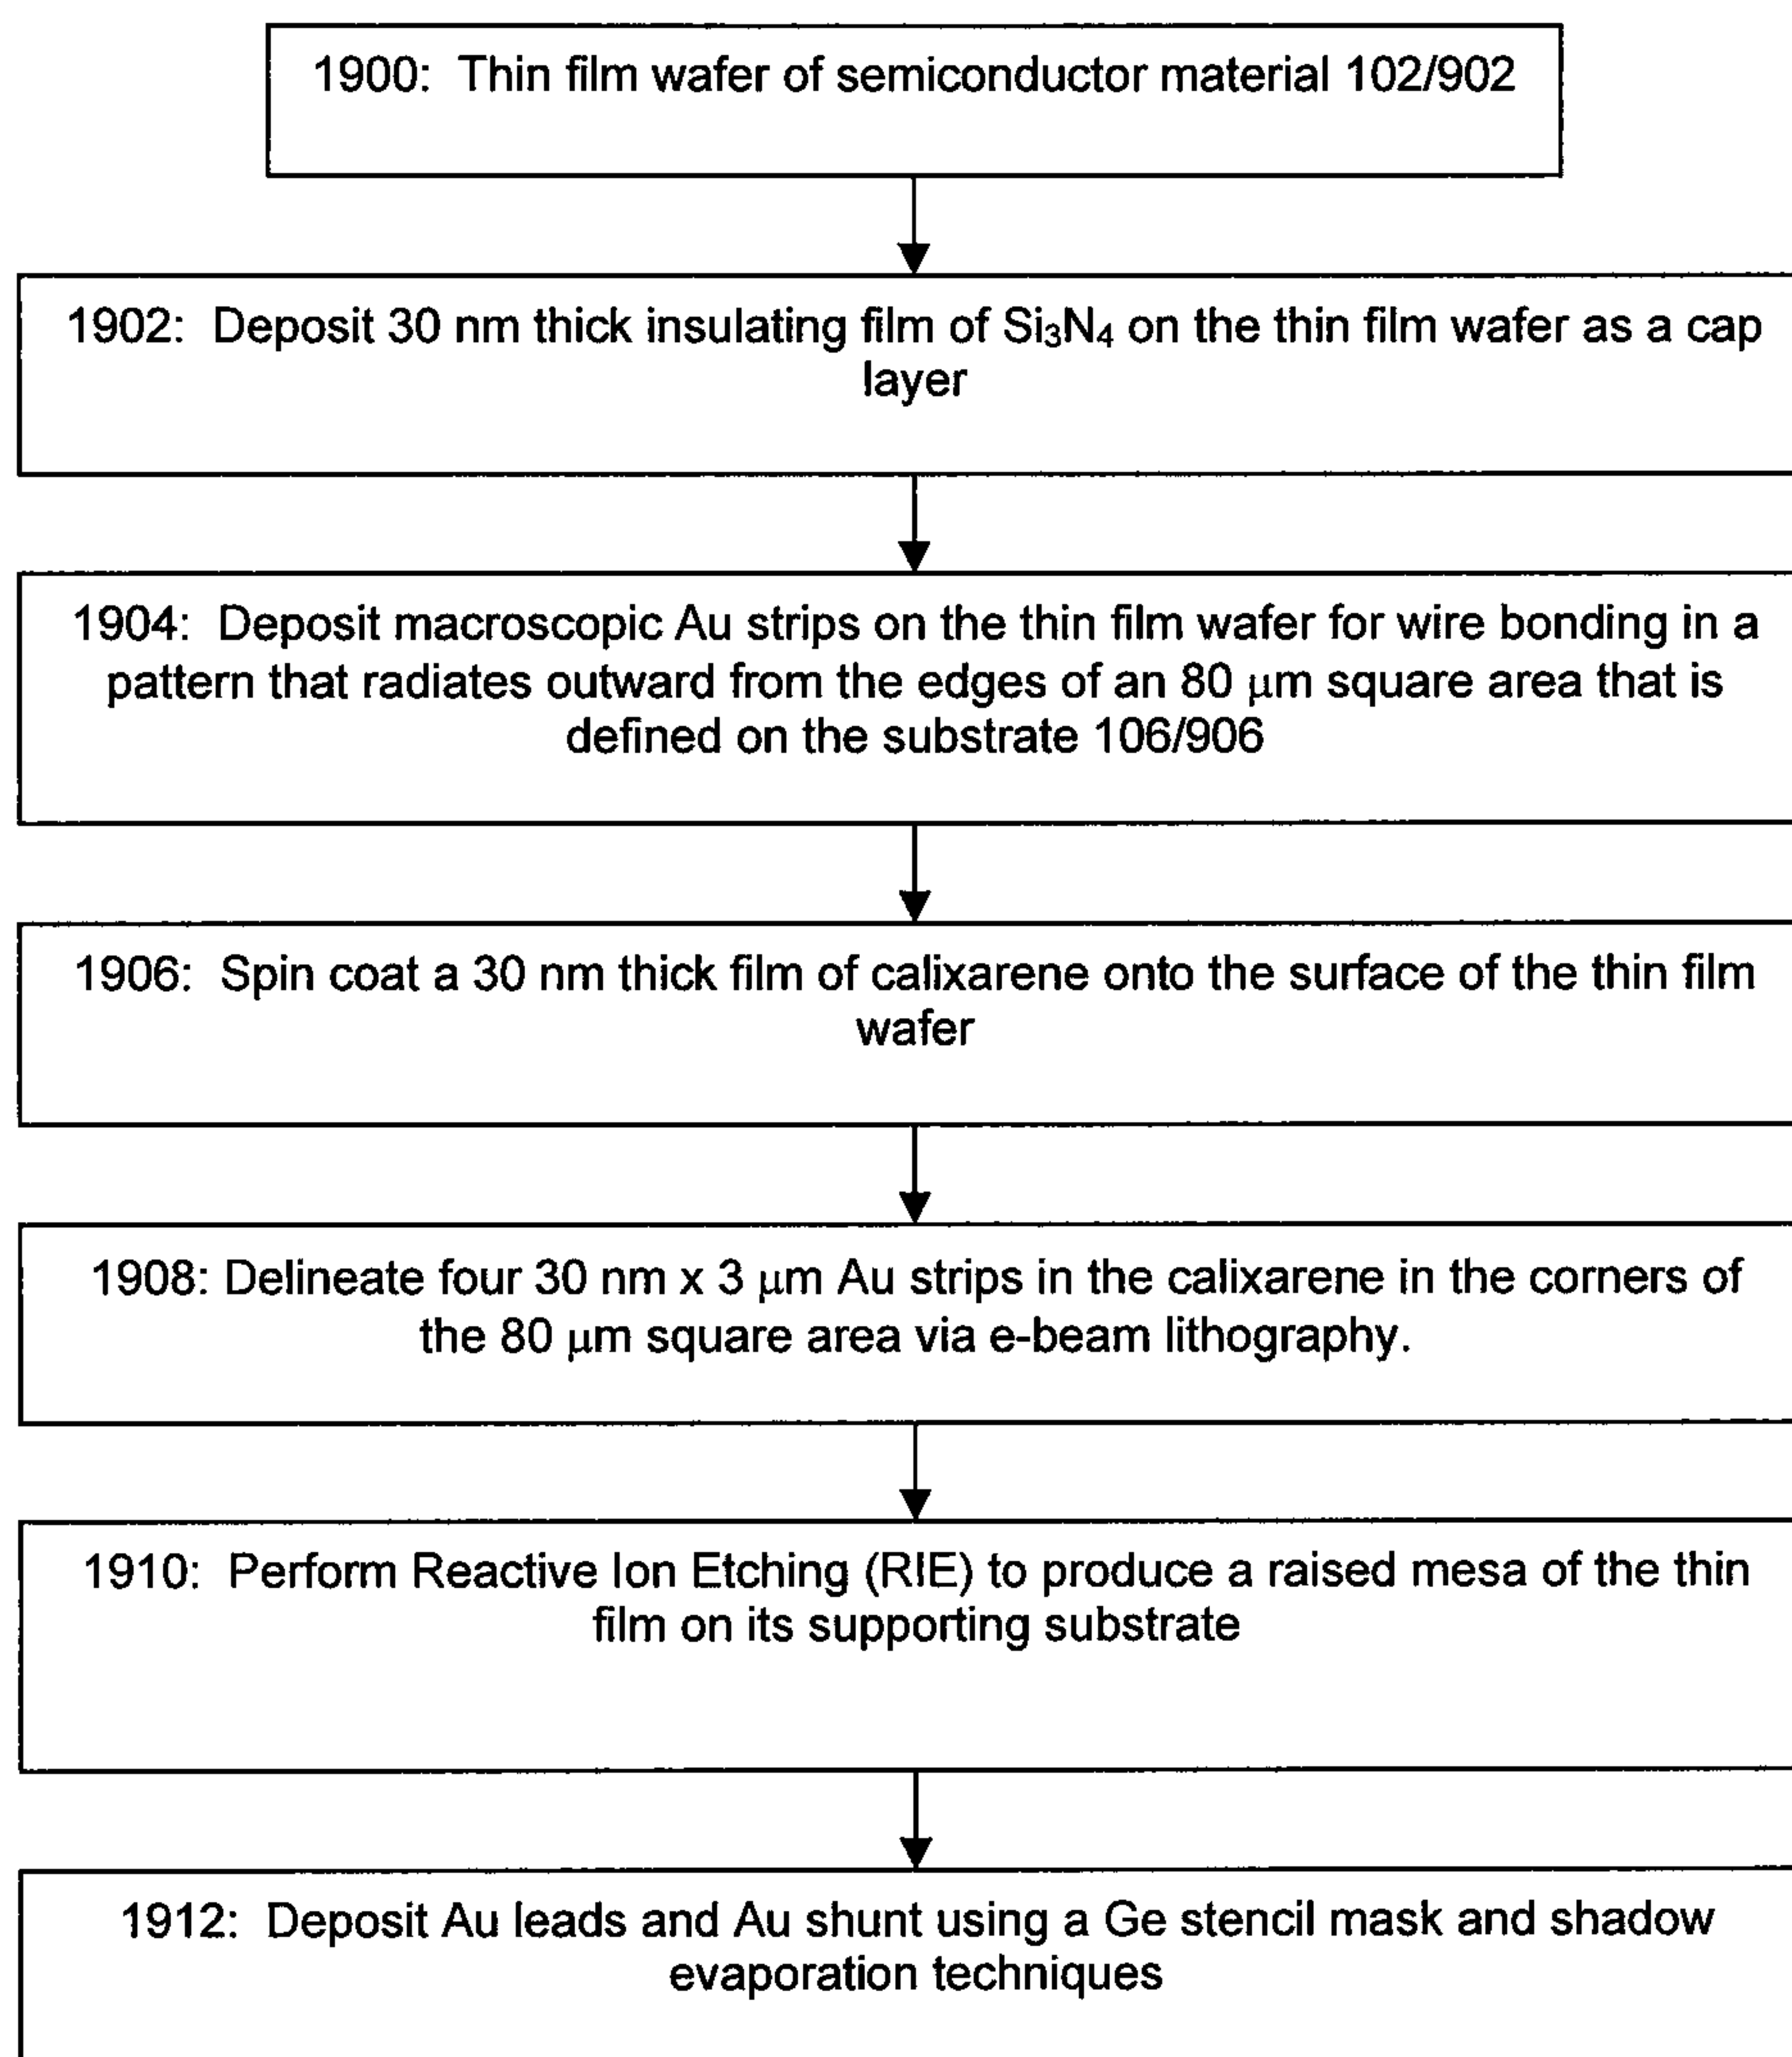 1900: Thin film wafer of semiconductor material 102/902
1902: Deposit 30 nm thick insulating film of Si₃N₄ on the thin film wafer as a cap
layer
1904: Deposit macroscopic Au strips on the thin film wafer for wire bonding in a
pattern that radiates outward from the edges of an 80 μm square area that is
defined on the substrate 106/906
1906: Spin coat a 30 nm thick film of calixarene onto the surface of the thin film
wafer
1908: Delineate four 30 nm x 3 μm Au strips in the calixarene in the corners of
the 80 μm square area via e-beam lithography.
1910: Perform Reactive Ion Etching (RIE) to produce a raised mesa of the thin
film on its supporting substrate
1912: Deposit Au leads and Au shunt using a Ge stencil mask and shadow
evaporation techniques